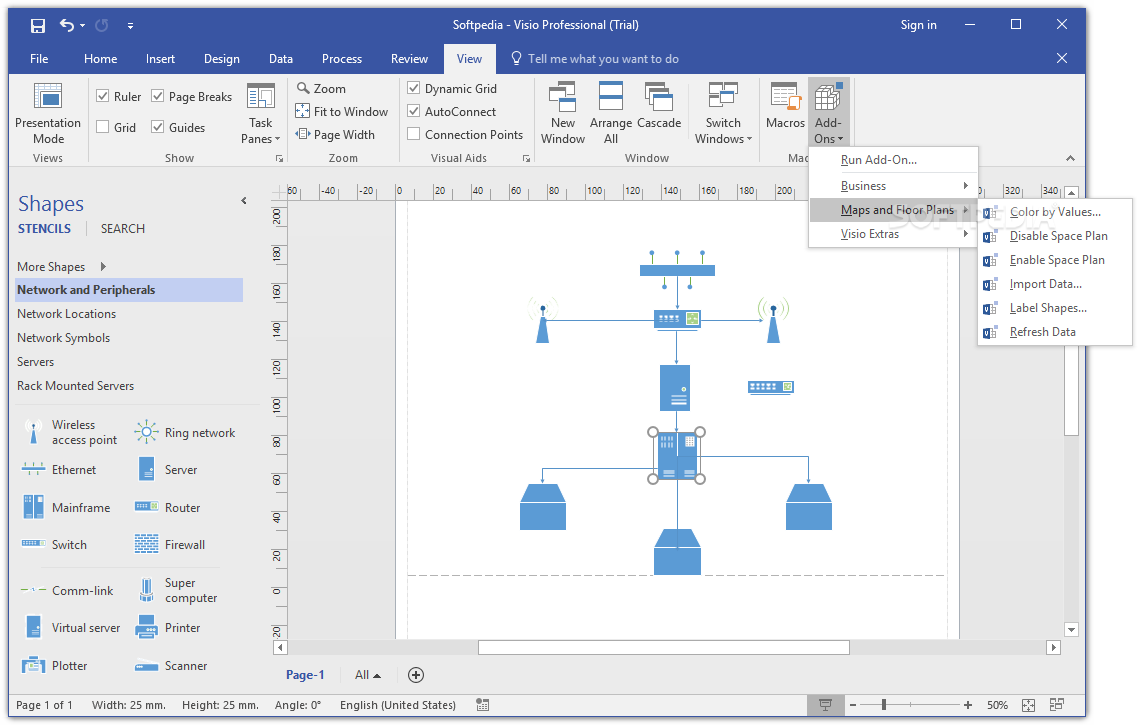 Softpedia - Visio Professional (Trial)
Sign in
File Home Insert Design Data Process Review View Tell me what you want to do
Presentation Mode
Views
Ruler Page Breaks
Grid Guides
Task Panes
Show
Zoom
Fit to Window
Page Width
Zoom
Dynamic Grid
AutoConnect
Connection Points
Visual Aids
New Window
Arrange All
Cascade
Switch Windows
Window
Macros
Add-Ons
Mac
Run Add-On...
Business
Maps and Floor Plans
Visio Extras
SOFTPEDIA
Color by Values...
Disable Space Plan
Enable Space Plan
Import Data...
Label Shapes...
Refresh Data
Shapes
STENCILS SEARCH
More Shapes
Network and Peripherals
Network Locations
Network Symbols
Servers
Rack Mounted Servers
Wireless access point
Ring network
Ethernet
Server
Mainframe
Router
Switch
Firewall
Comm-link
Super computer
Virtual server
Printer
Plotter
Scanner
60 -40 -20 0 20 40 60 80 100 120 140 160 180 200 320 340
200
180
160
140
120
100
80
60
40
20
0
20
Page-1 All
Page 1 of 1 Width: 25 mm. Height: 25 mm. Angle: 0° English (United States) 50%